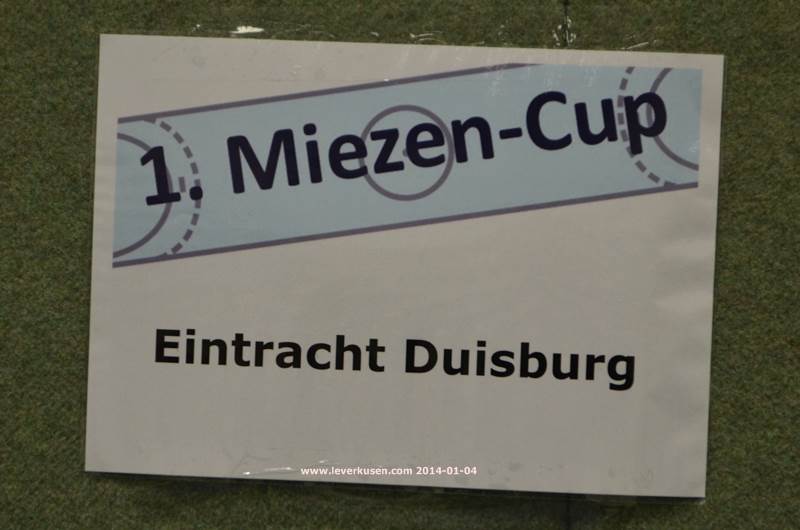 1. Miezen-Cup
Eintracht Duisburg
www.leverkusen.com 2014-01-04